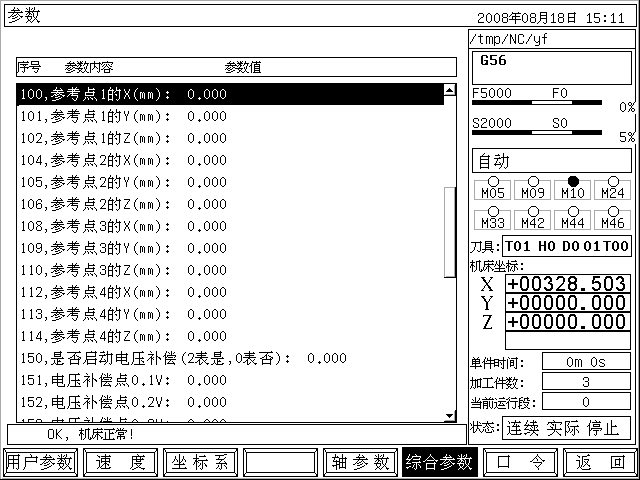 参数
2008年08月18日 15:11
/tmp/NC/yf
序号 参数内容 参数值
100,参考点1的X(mm): 0.000
101,参考点1的Y(mm): 0.000
102,参考点1的Z(mm): 0.000
104,参考点2的X(mm): 0.000
105,参考点2的Y(mm): 0.000
106,参考点2的Z(mm): 0.000
108,参考点3的X(mm): 0.000
109,参考点3的Y(mm): 0.000
110,参考点3的Z(mm): 0.000
112,参考点4的X(mm): 0.000
113,参考点4的Y(mm): 0.000
114,参考点4的Z(mm): 0.000
150,是否启动电压补偿(2表是,0表否): 0.000
151,电压补偿点0.1V: 0.000
152,电压补偿点0.2V: 0.000
OK, 机床正常!
G56
F5000 F0
0%
S2000 S0
5%
自动
M05 M09 M10 M24
M33 M42 M44 M46
刀具: T01 H0 D0 01T00
机床坐标:
X +00328.503
Y +00000.000
Z +00000.000
单件时间: 0m 0s
加工件数: 3
当前运行段: 0
状态: 连续 实际 停止
用户参数 速 度 坐标系 轴参数 综合参数 口 令 返 回